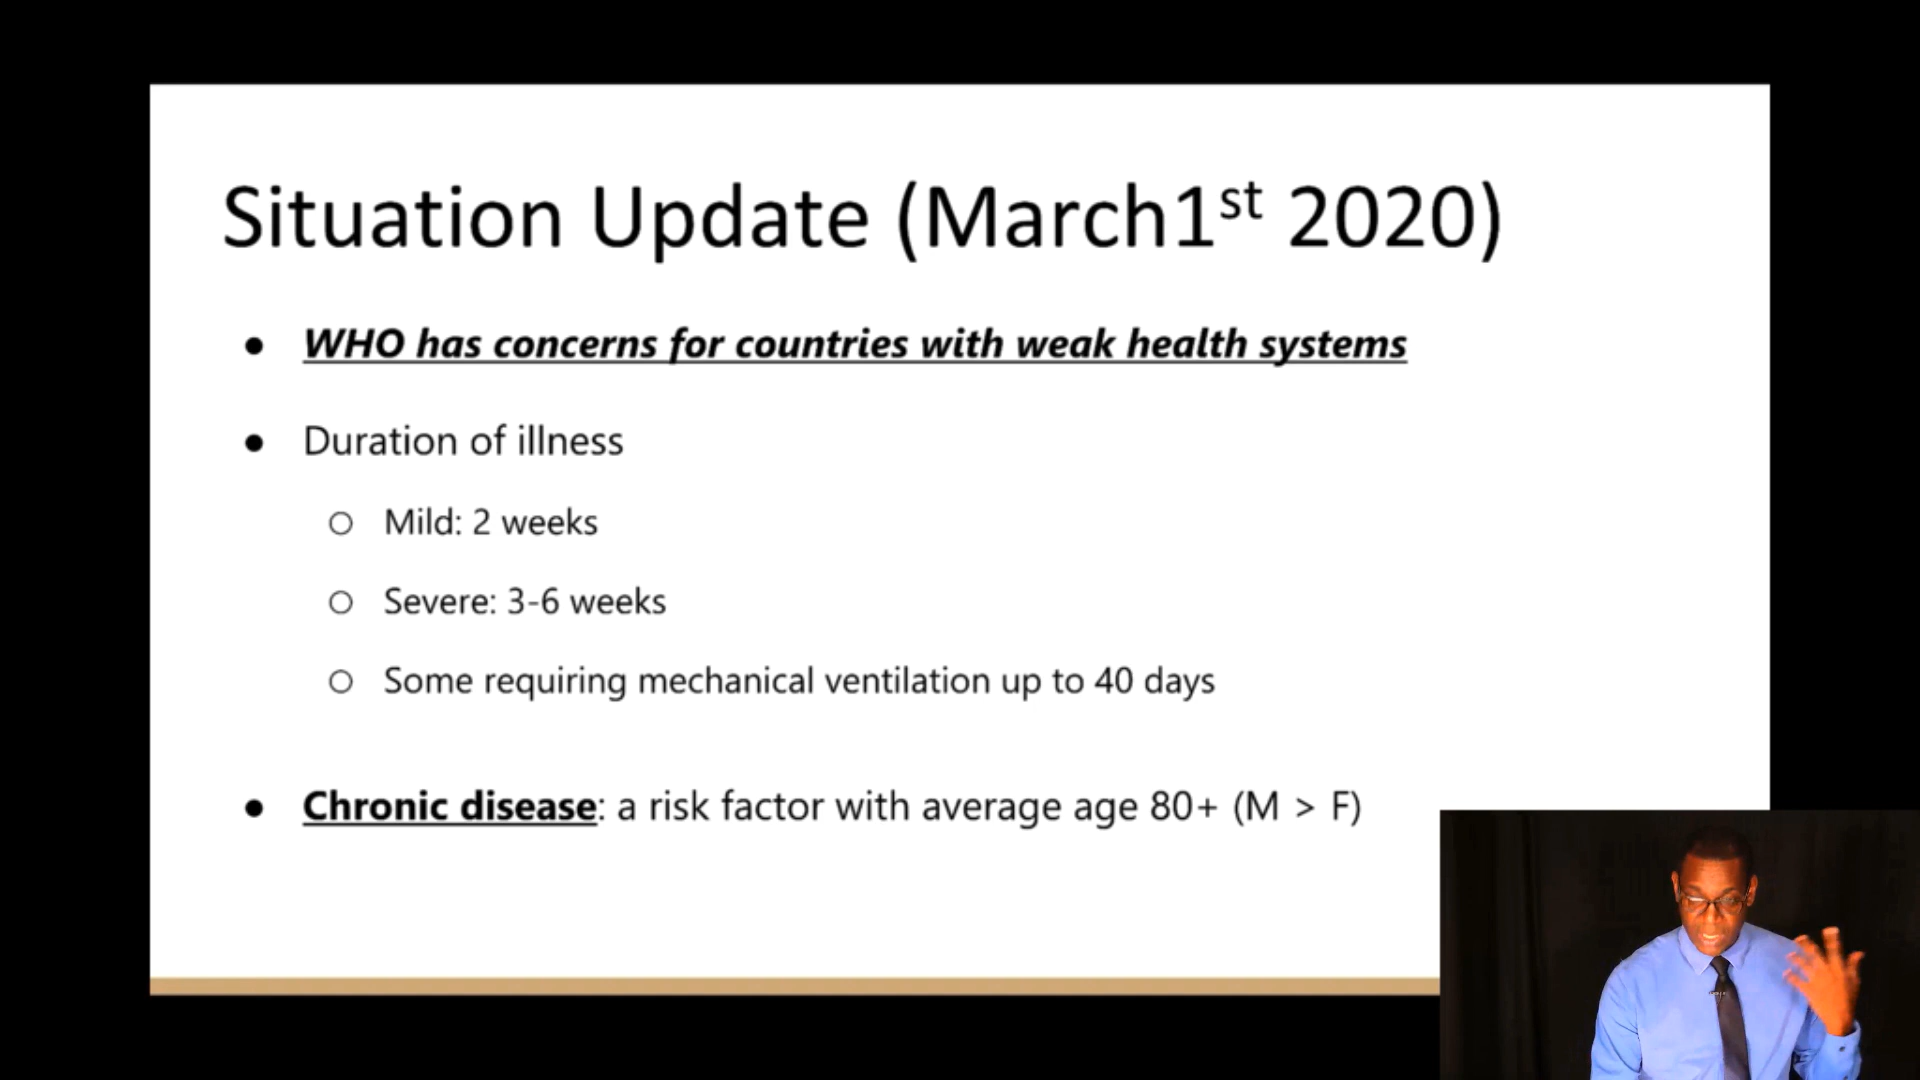 Situation Update (March1st 2020)
● WHO has concerns for countries with weak health systems
● Duration of illness
○ Mild: 2 weeks
○ Severe: 3-6 weeks
○ Some requiring mechanical ventilation up to 40 days
● Chronic disease: a risk factor with average age 80+ (M > F)